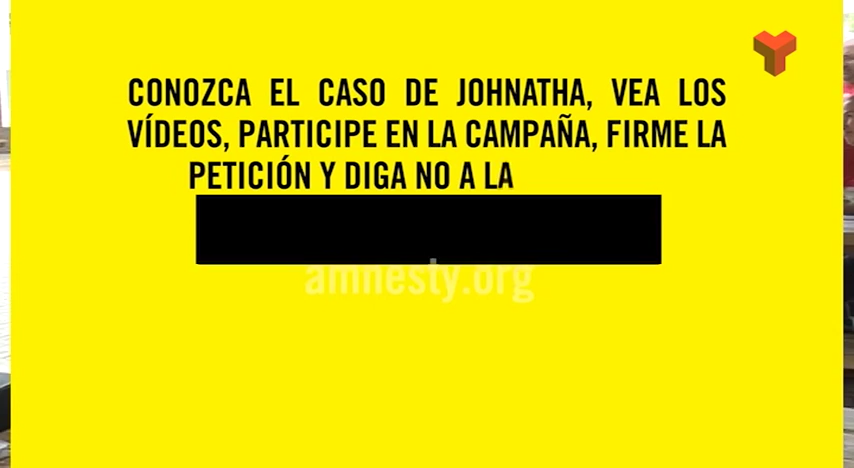 CONOZCA EL CASO DE JOHNATHA, VEA LOS
VÍDEOS, PARTICIPE EN LA CAMPAÑA, FIRME LA
PETICIÓN Y DIGA NO A LA
amnesty.org